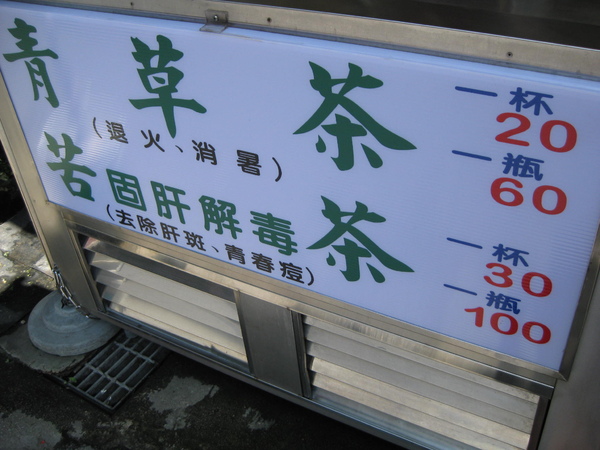 青草茶
一杯
20
(退火、消暑)
一瓶
60
苦固肝解毒茶
一杯
30
(去除肝斑、青春痘)
一瓶
100